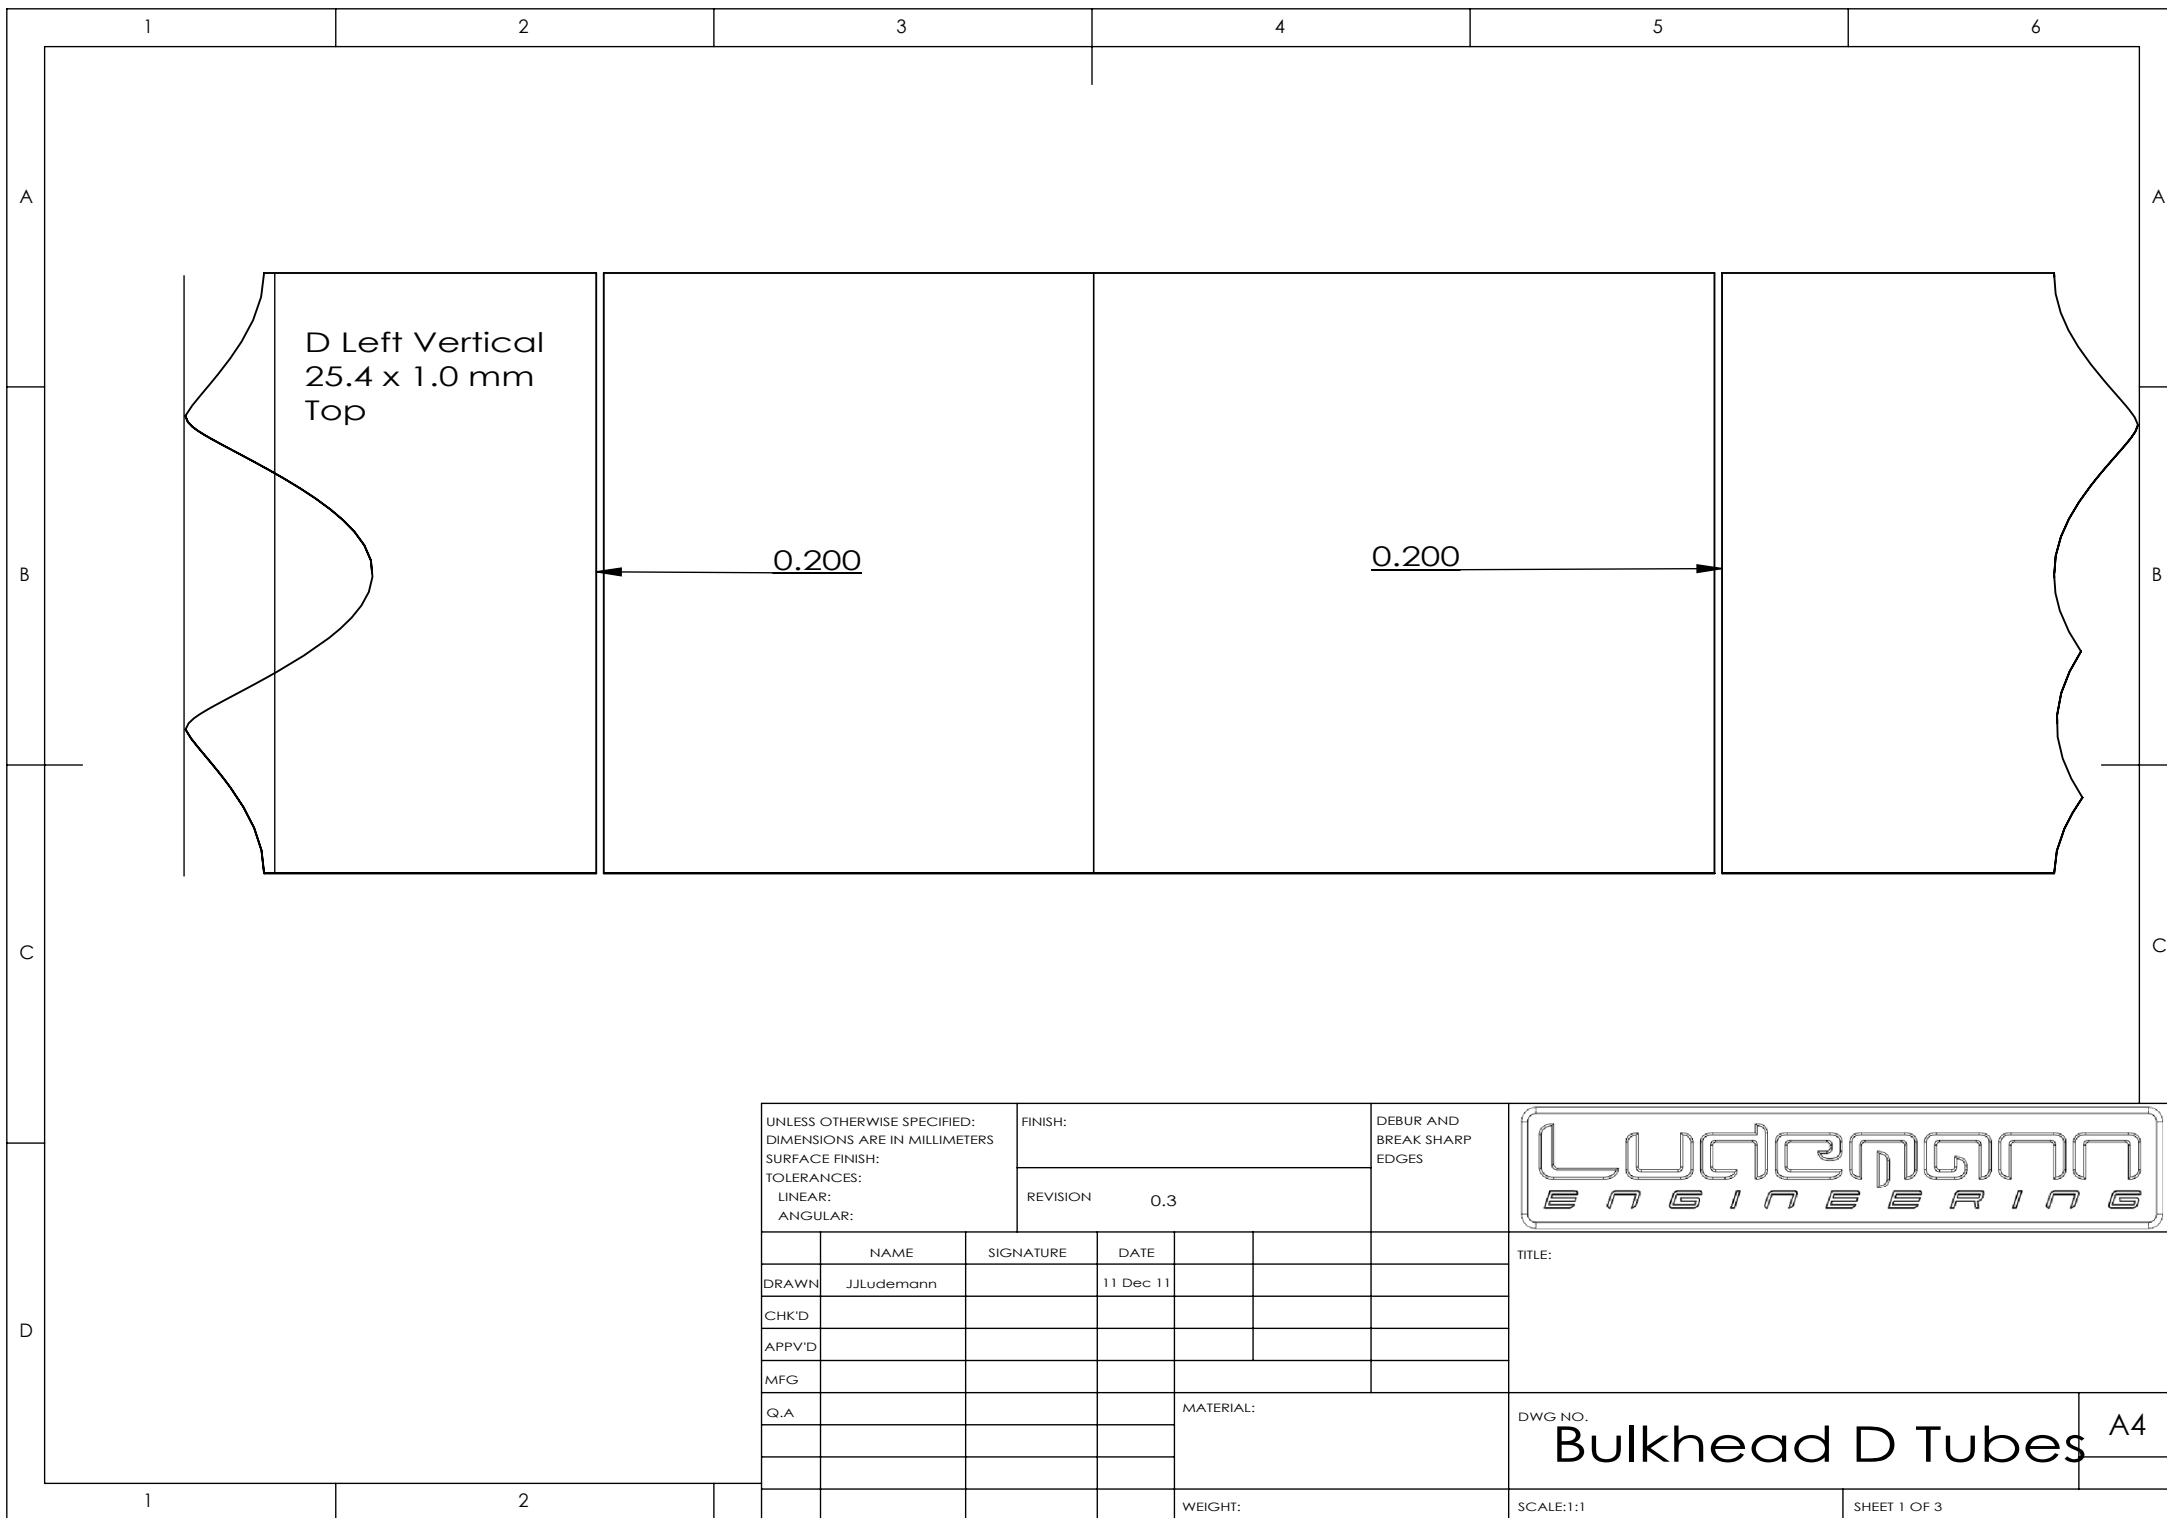 1 2 3 4 5 6
A A
D Left Vertical
25.4 x 1.0 mm
Top
B 0.200 0.200 B
C C
UNLESS OTHERWISE SPECIFIED:
DIMENSIONS ARE IN MILLIMETERS
SURFACE FINISH:
TOLERANCES:
LINEAR:
ANGULAR:
FINISH:
REVISION 0.3
DEBUR AND
BREAK SHARP
EDGES
Ludemann
ENGINEERING
NAME SIGNATURE DATE
DRAWN JJLudemann 11 Dec 11
CHK'D
APPV'D
MFG
Q.A
MATERIAL:
WEIGHT:
TITLE:
DWG NO.
Bulkhead D Tubes
A4
SCALE:1:1
SHEET 1 OF 3
D
1 2